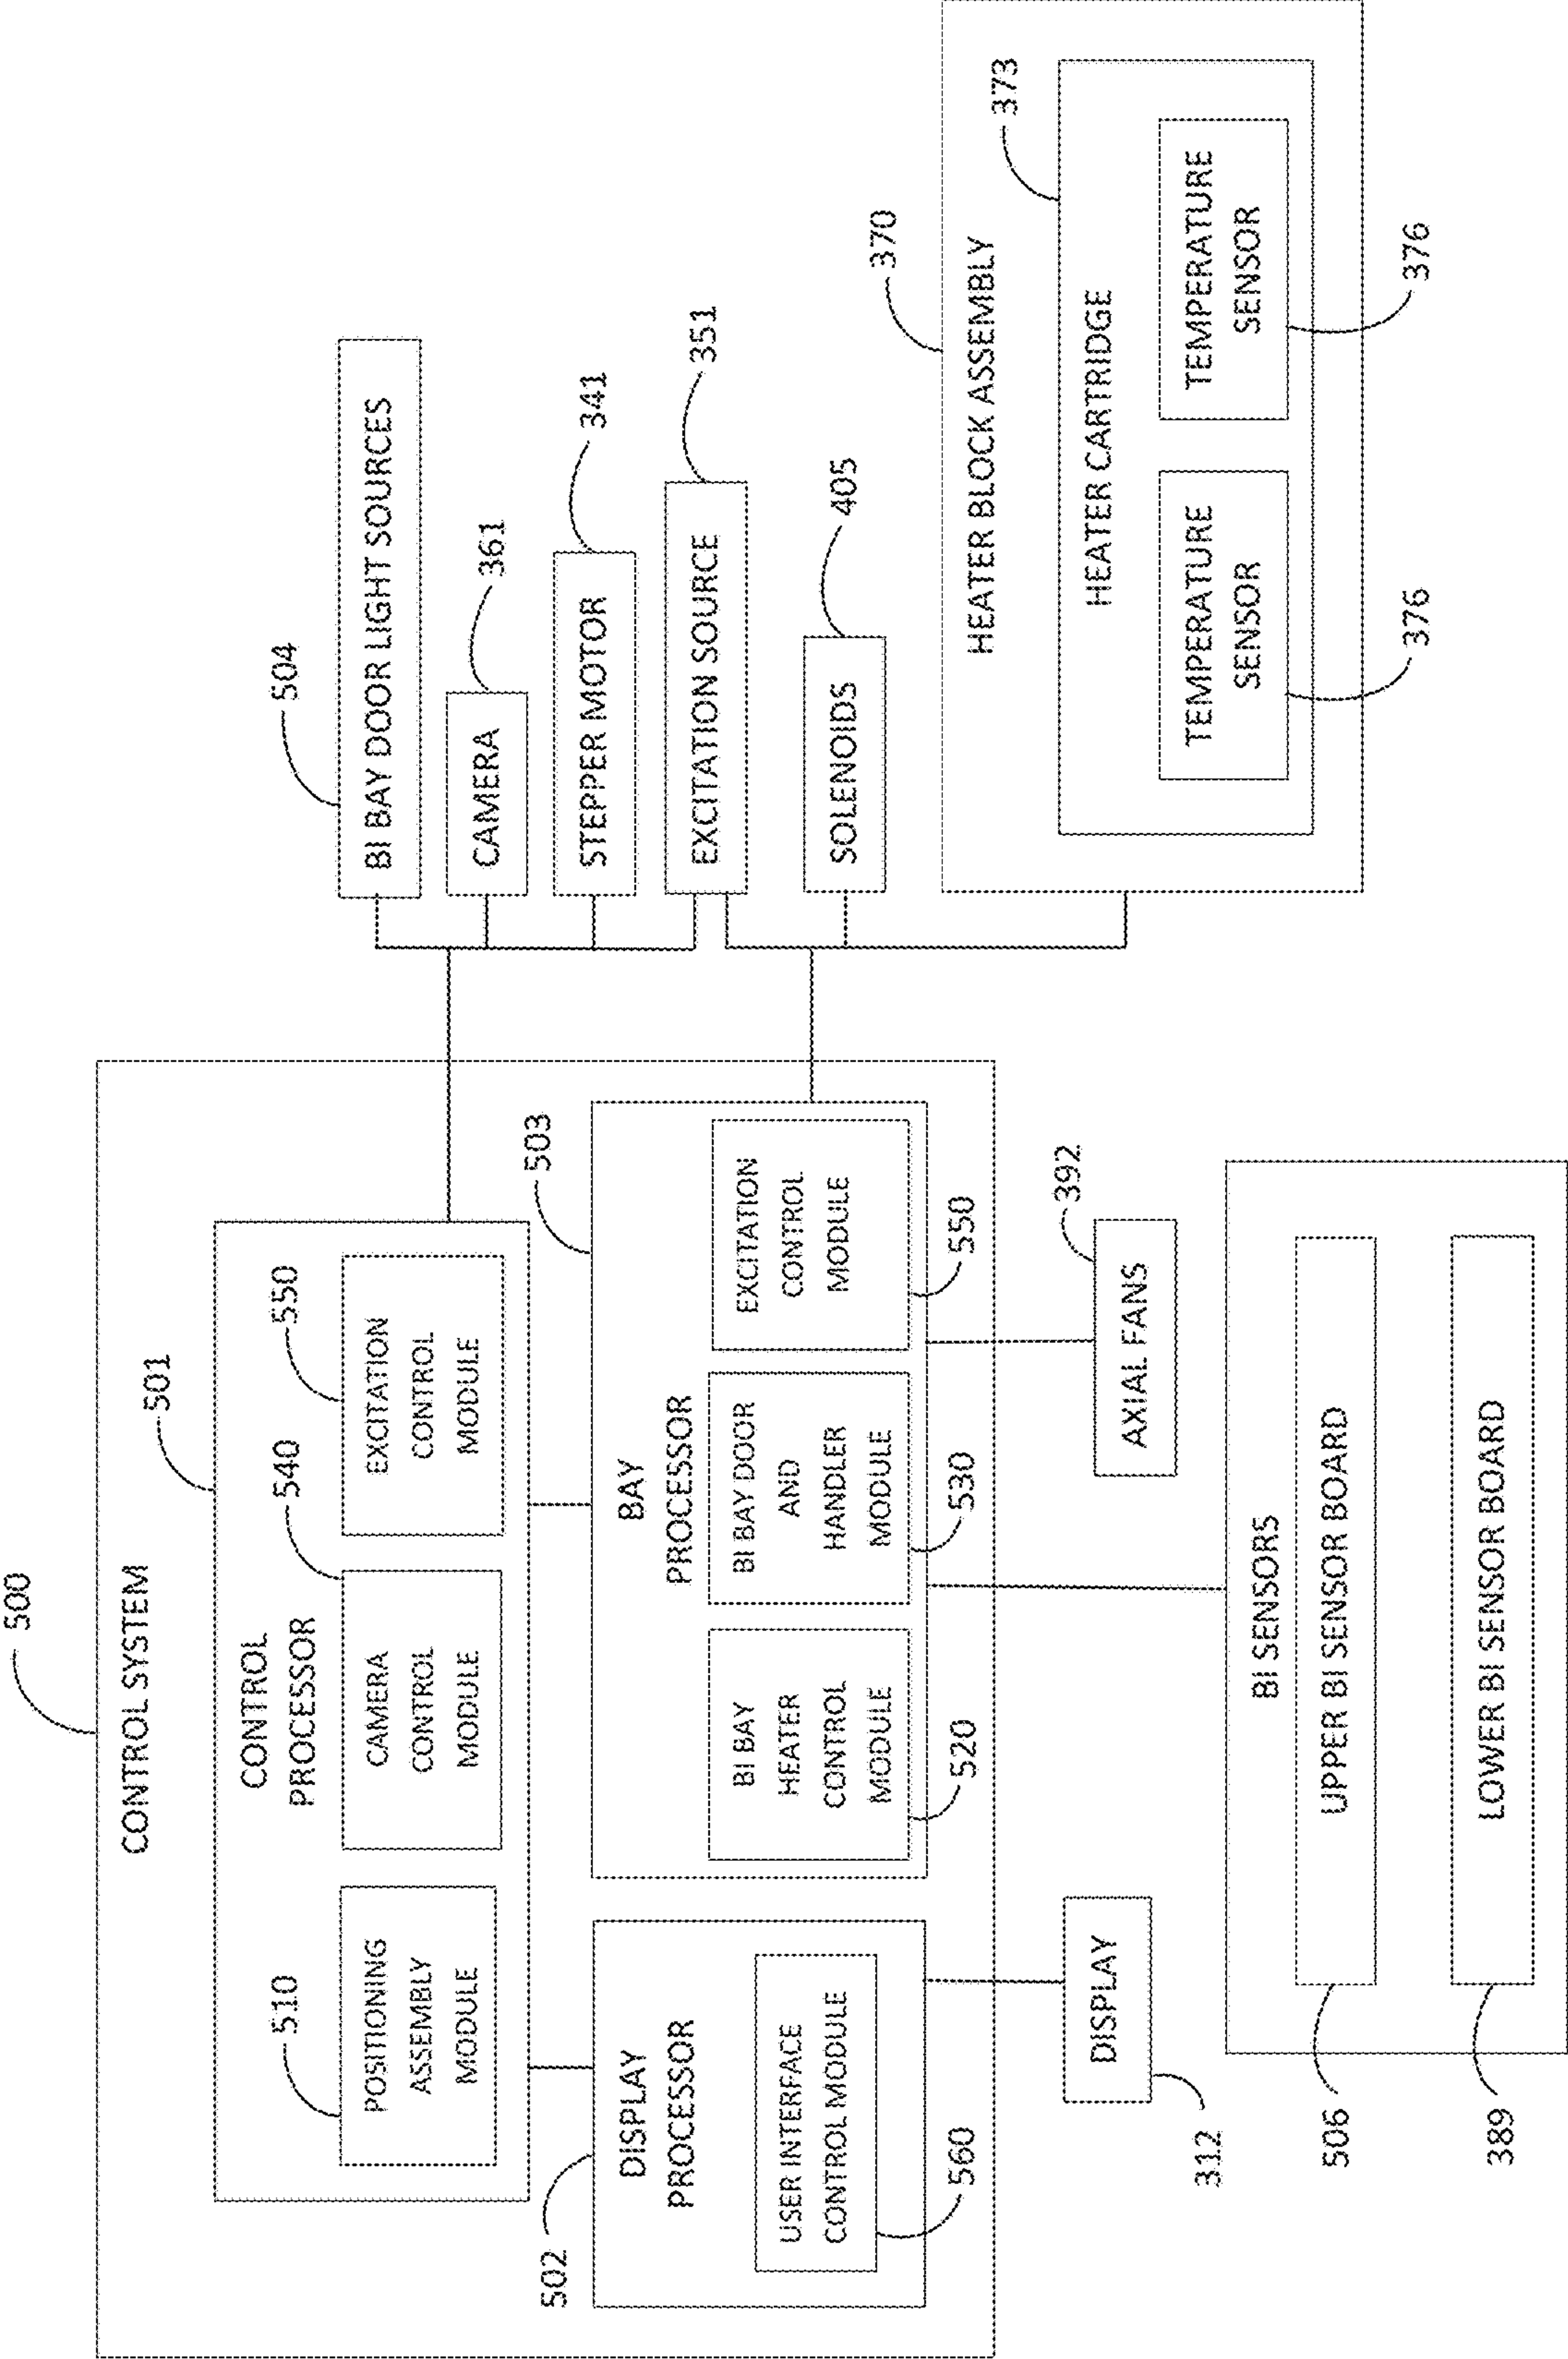 500
CONTROL SYSTEM
501
CONTROL
PROCESSOR
510
POSITIONING
ASSEMBLY
MODULE
540
CAMERA
CONTROL
MODULE
550
EXCITATION
CONTROL
MODULE
502
DISPLAY
PROCESSOR
USER INTERFACE
CONTROL MODULE
560
503
BAY
PROCESSOR
BI BAY
HEATER
CONTROL
MODULE
520
BI BAY DOOR
AND
HANDLER
MODULE
530
EXCITATION
CONTROL
MODULE
550
DISPLAY
312
AXIAL FANS
392
BI SENSORS
UPPER BI SENSOR BOARD
506
LOWER BI SENSOR BOARD
389
504
BI BAY DOOR LIGHT SOURCES
CAMERA
361
STEPPER MOTOR
341
EXCITATION SOURCE
351
SOLENOIDS
405
370
HEATER BLOCK ASSEMBLY
373
HEATER CARTRIDGE
TEMPERATURE
SENSOR
376
TEMPERATURE
SENSOR
376